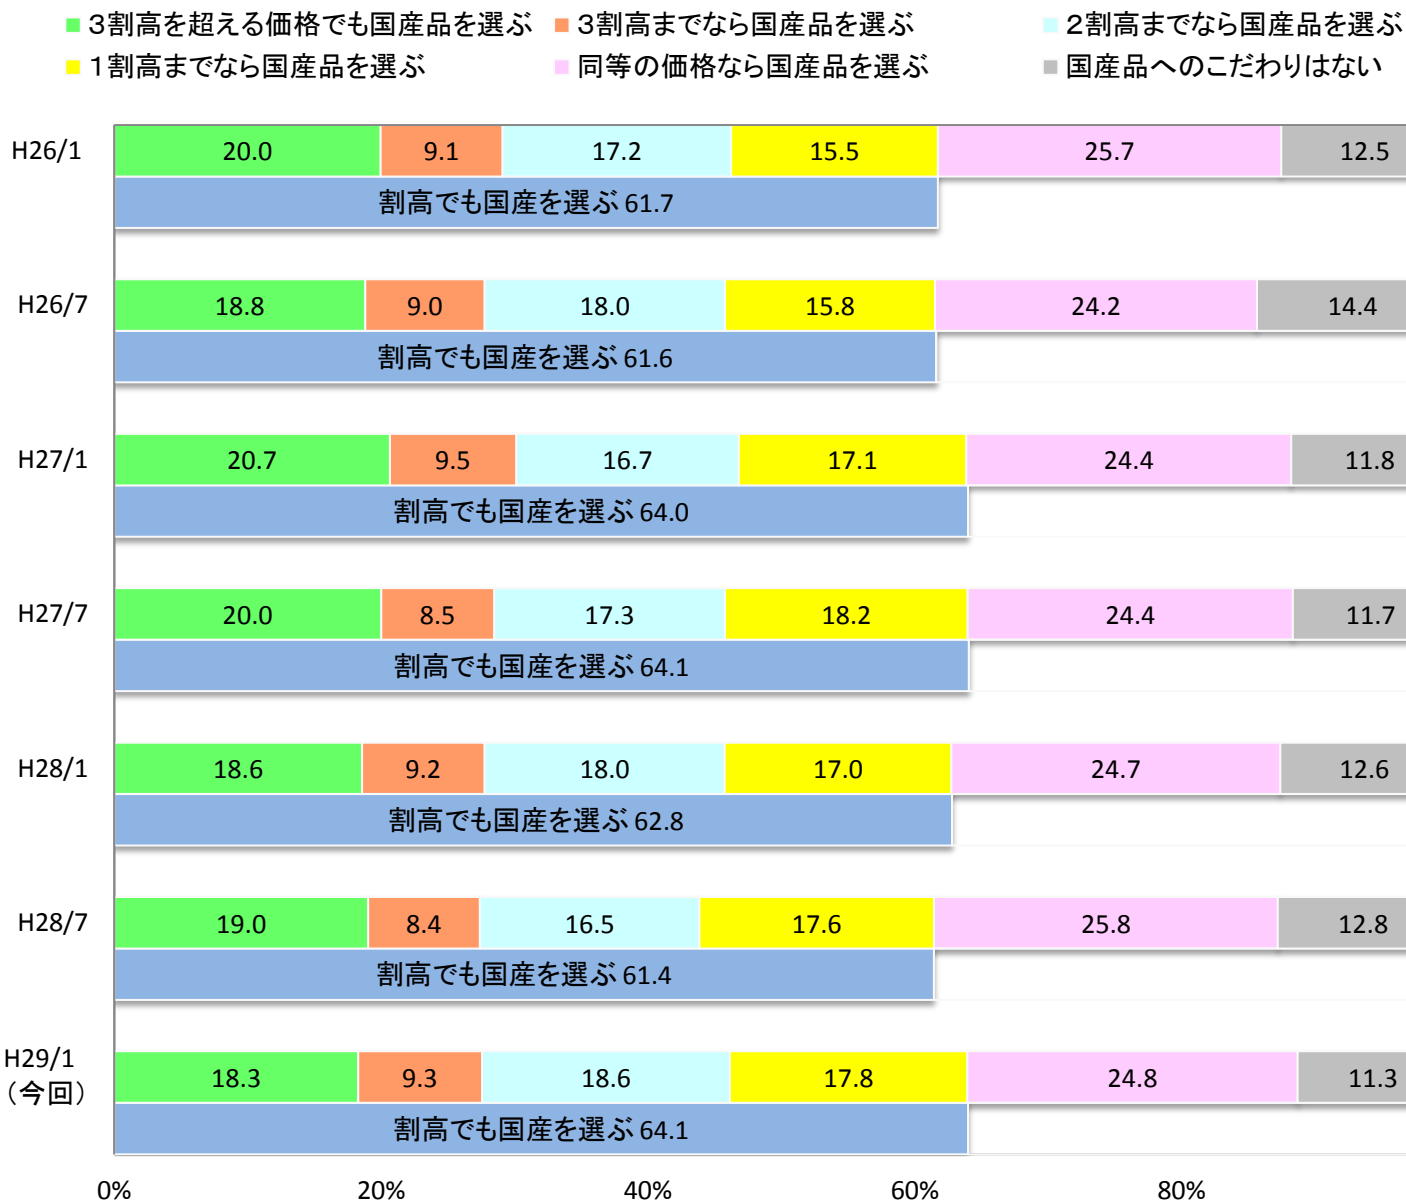 ３割高を超える価格でも国産品を選ぶ ３割高までなら国産品を選ぶ ２割高までなら国産品を選ぶ
１割高までなら国産品を選ぶ 同等の価格なら国産品を選ぶ 国産品へのこだわりはない
H26/1 20.0 9.1 17.2 15.5 25.7 12.5
割高でも国産を選ぶ 61.7
H26/7 18.8 9.0 18.0 15.8 24.2 14.4
割高でも国産を選ぶ 61.6
H27/1 20.7 9.5 16.7 17.1 24.4 11.8
割高でも国産を選ぶ 64.0
H27/7 20.0 8.5 17.3 18.2 24.4 11.7
割高でも国産を選ぶ 64.1
H28/1 18.6 9.2 18.0 17.0 24.7 12.6
割高でも国産を選ぶ 62.8
H28/7 19.0 8.4 16.5 17.6 25.8 12.8
割高でも国産を選ぶ 61.4
H29/1 18.3 9.3 18.6 17.8 24.8 11.3
（今回）
割高でも国産を選ぶ 64.1
0% 20% 40% 60% 80%